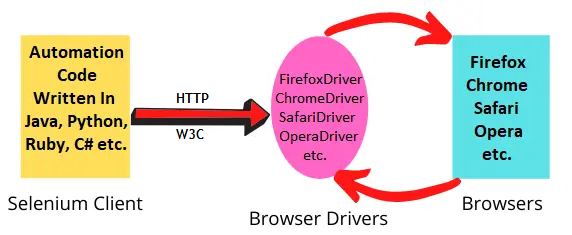 Automation
Code
Written In
Java, Python,
Ruby, C# etc.
Selenium Client
HTTP
W3C
FirefoxDriver
ChromeDriver
SafariDriver
OperaDriver
etc.
Browser Drivers
Firefox
Chrome
Safari
Opera
etc.
Browsers